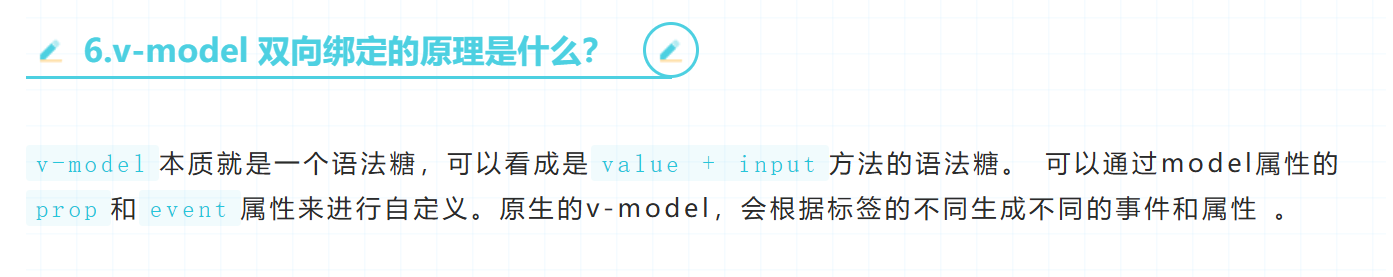 6.v-model 双向绑定的原理是什么?
v-model 本质就是一个语法糖，可以看成是 value + input 方法的语法糖。 可以通过model属性的
prop 和 event 属性来进行自定义。原生的v-model，会根据标签的不同生成不同的事件和属性 。